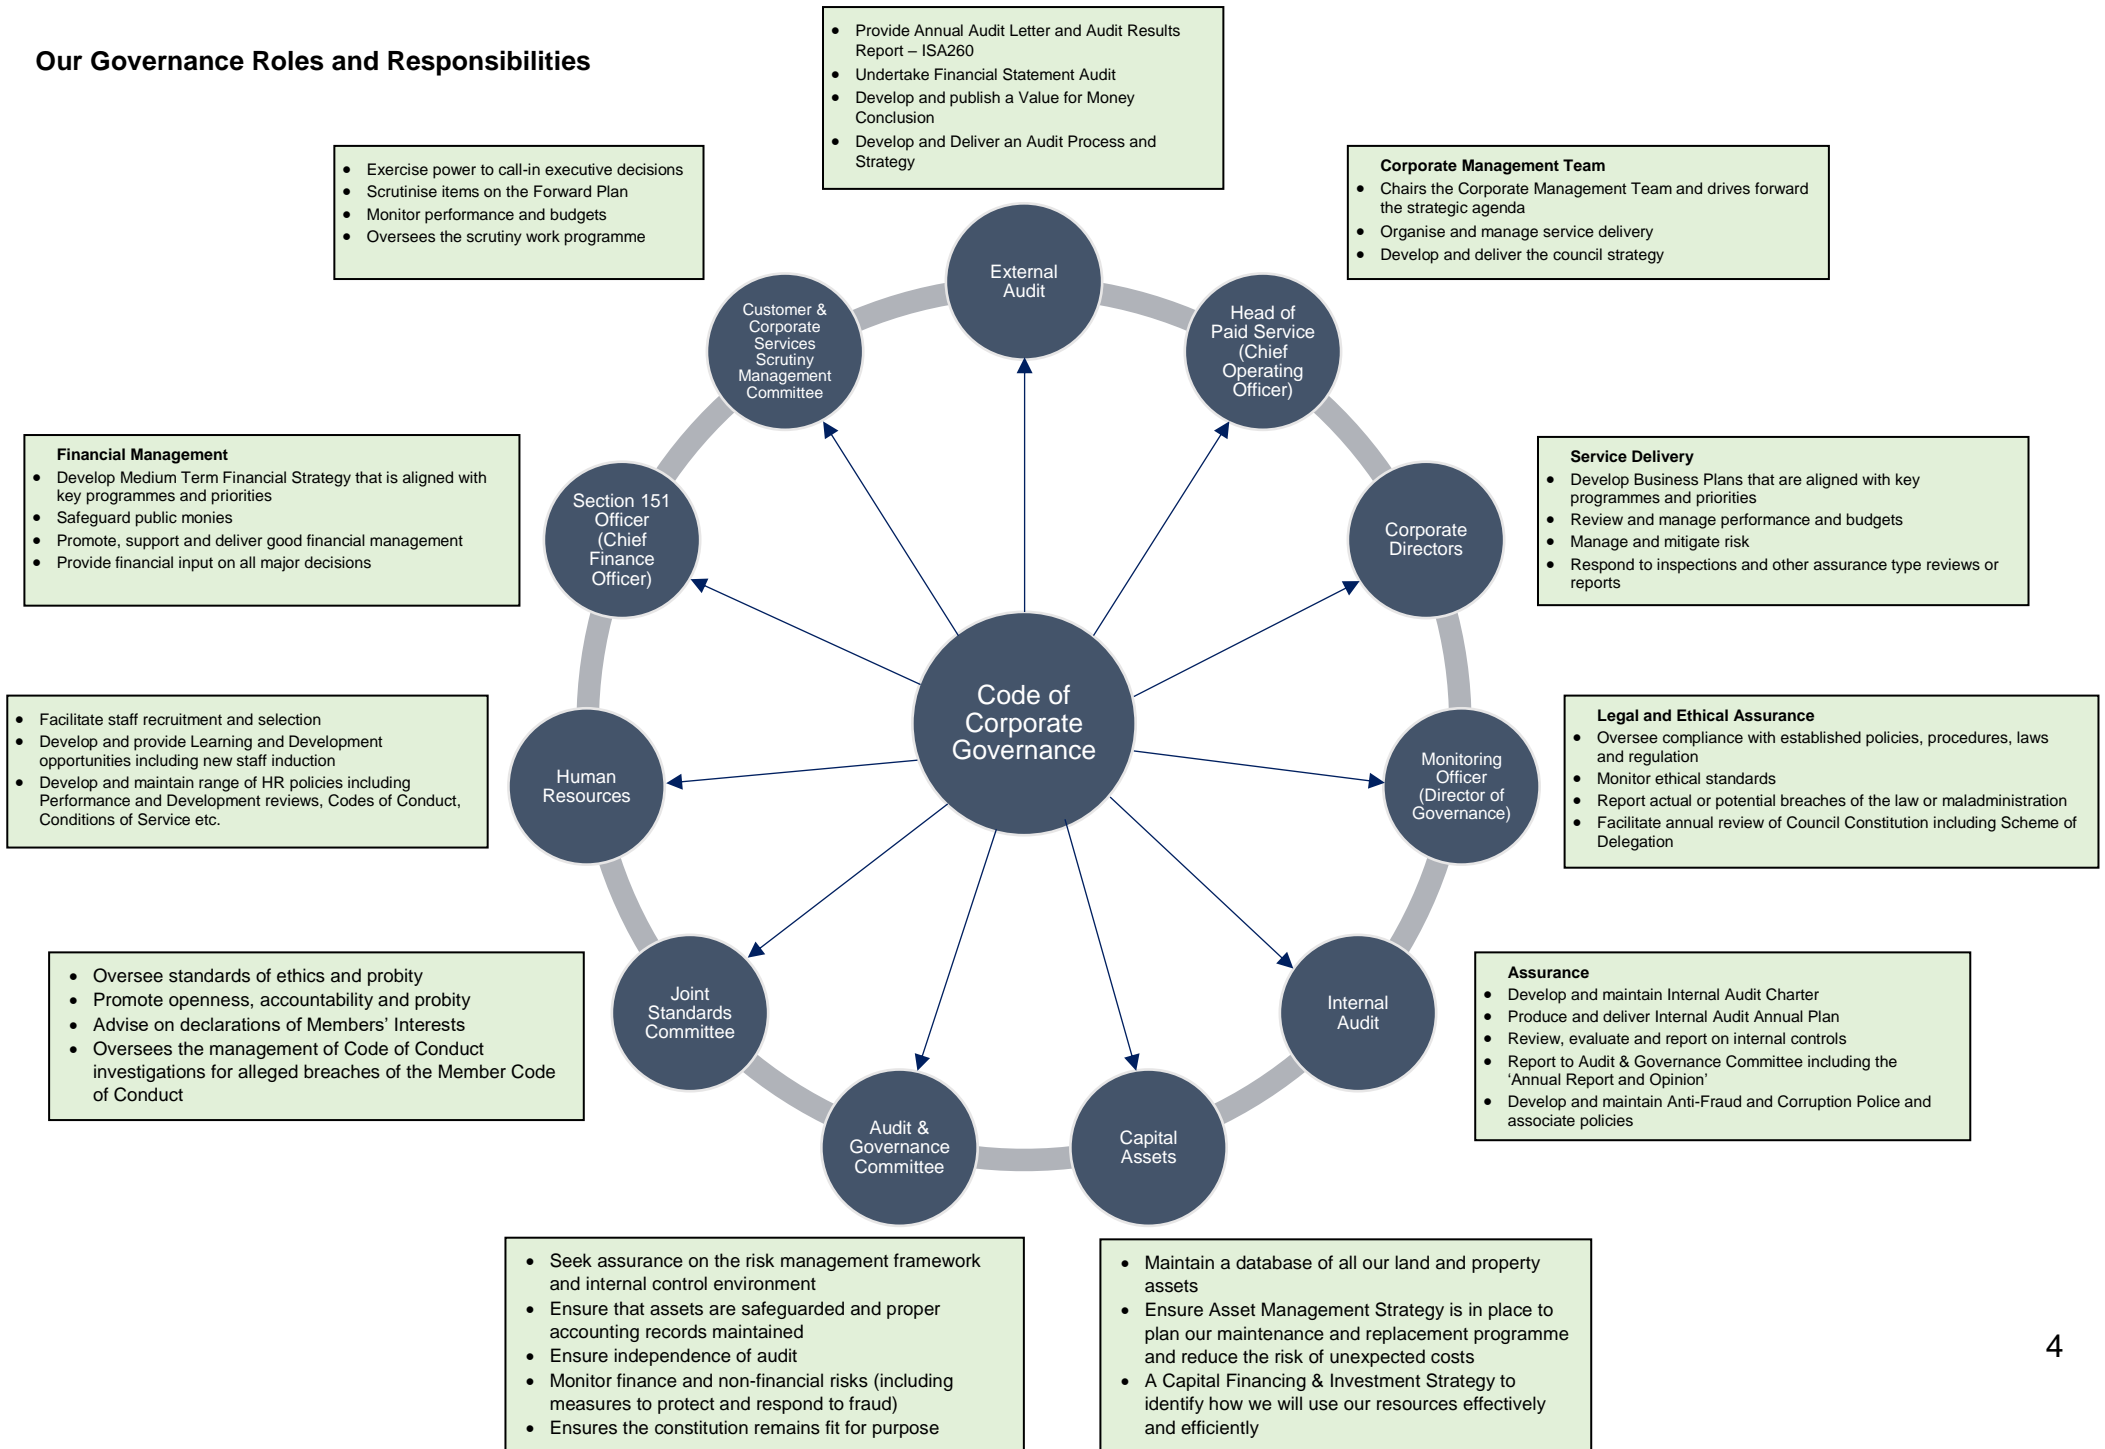 Our Governance Roles and Responsibilities
• Provide Annual Audit Letter and Audit Results
Report – ISA260
• Undertake Financial Statement Audit
• Develop and publish a Value for Money
Conclusion
• Develop and Deliver an Audit Process and
Strategy
• Exercise power to call-in executive decisions
• Scrutinise items on the Forward Plan
• Monitor performance and budgets
• Oversees the scrutiny work programme
Corporate Management Team
• Chairs the Corporate Management Team and drives forward
the strategic agenda
• Organise and manage service delivery
• Develop and deliver the council strategy
External
Audit
Customer &
Corporate
Services
Scrutiny
Management
Committee
Head of
Paid Service
(Chief
Operating
Officer)
Financial Management
• Develop Medium Term Financial Strategy that is aligned with
key programmes and priorities
• Safeguard public monies
• Promote, support and deliver good financial management
• Provide financial input on all major decisions
Section 151
Officer
(Chief
Finance
Officer)
Corporate
Directors
Service Delivery
• Develop Business Plans that are aligned with key
programmes and priorities
• Review and manage performance and budgets
• Manage and mitigate risk
• Respond to inspections and other assurance type reviews or
reports
• Facilitate staff recruitment and selection
• Develop and provide Learning and Development
opportunities including new staff induction
• Develop and maintain range of HR policies including
Performance and Development reviews, Codes of Conduct,
Conditions of Service etc.
Human
Resources
Code of
Corporate
Governance
Monitoring
Officer
(Director of
Governance)
Legal and Ethical Assurance
• Oversee compliance with established policies, procedures, laws
and regulation
• Monitor ethical standards
• Report actual or potential breaches of the law or maladministration
• Facilitate annual review of Council Constitution including Scheme of
Delegation
• Oversee standards of ethics and probity
• Promote openness, accountability and probity
• Advise on declarations of Members’ Interests
• Oversees the management of Code of Conduct
investigations for alleged breaches of the Member Code
of Conduct
Joint
Standards
Committee
Internal
Audit
Assurance
• Develop and maintain Internal Audit Charter
• Produce and deliver Internal Audit Annual Plan
• Review, evaluate and report on internal controls
• Report to Audit & Governance Committee including the
‘Annual Report and Opinion’
• Develop and maintain Anti-Fraud and Corruption Police and
associate policies
Audit &
Governance
Committee
Capital
Assets
• Seek assurance on the risk management framework
and internal control environment
• Ensure that assets are safeguarded and proper
accounting records maintained
• Ensure independence of audit
• Monitor finance and non-financial risks (including
measures to protect and respond to fraud)
• Ensures the constitution remains fit for purpose
• Maintain a database of all our land and property
assets
• Ensure Asset Management Strategy is in place to
plan our maintenance and replacement programme
and reduce the risk of unexpected costs
• A Capital Financing & Investment Strategy to
identify how we will use our resources effectively
and efficiently
4